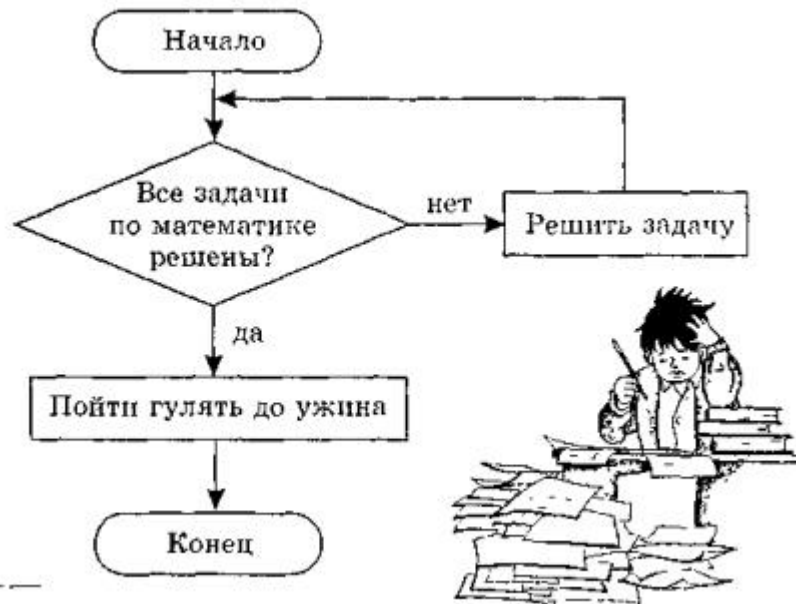 Начало
Все задачи
по математике
решены?
нет
Решить задачу
да
Пойти гулять до ужина
Конец